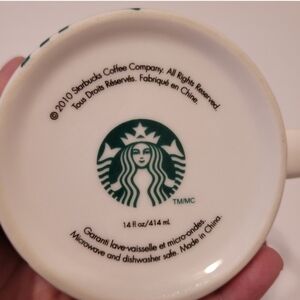 © 2010 Starbucks Coffee Company. All Rights Reserved.
Tous Droits Réservés. Fabriqué en Chine.
TM/MC
14 fl oz/414 mL
Garanti lave-vaisselle et micro-ondes.
Microwave and dishwasher safe. Made in China.